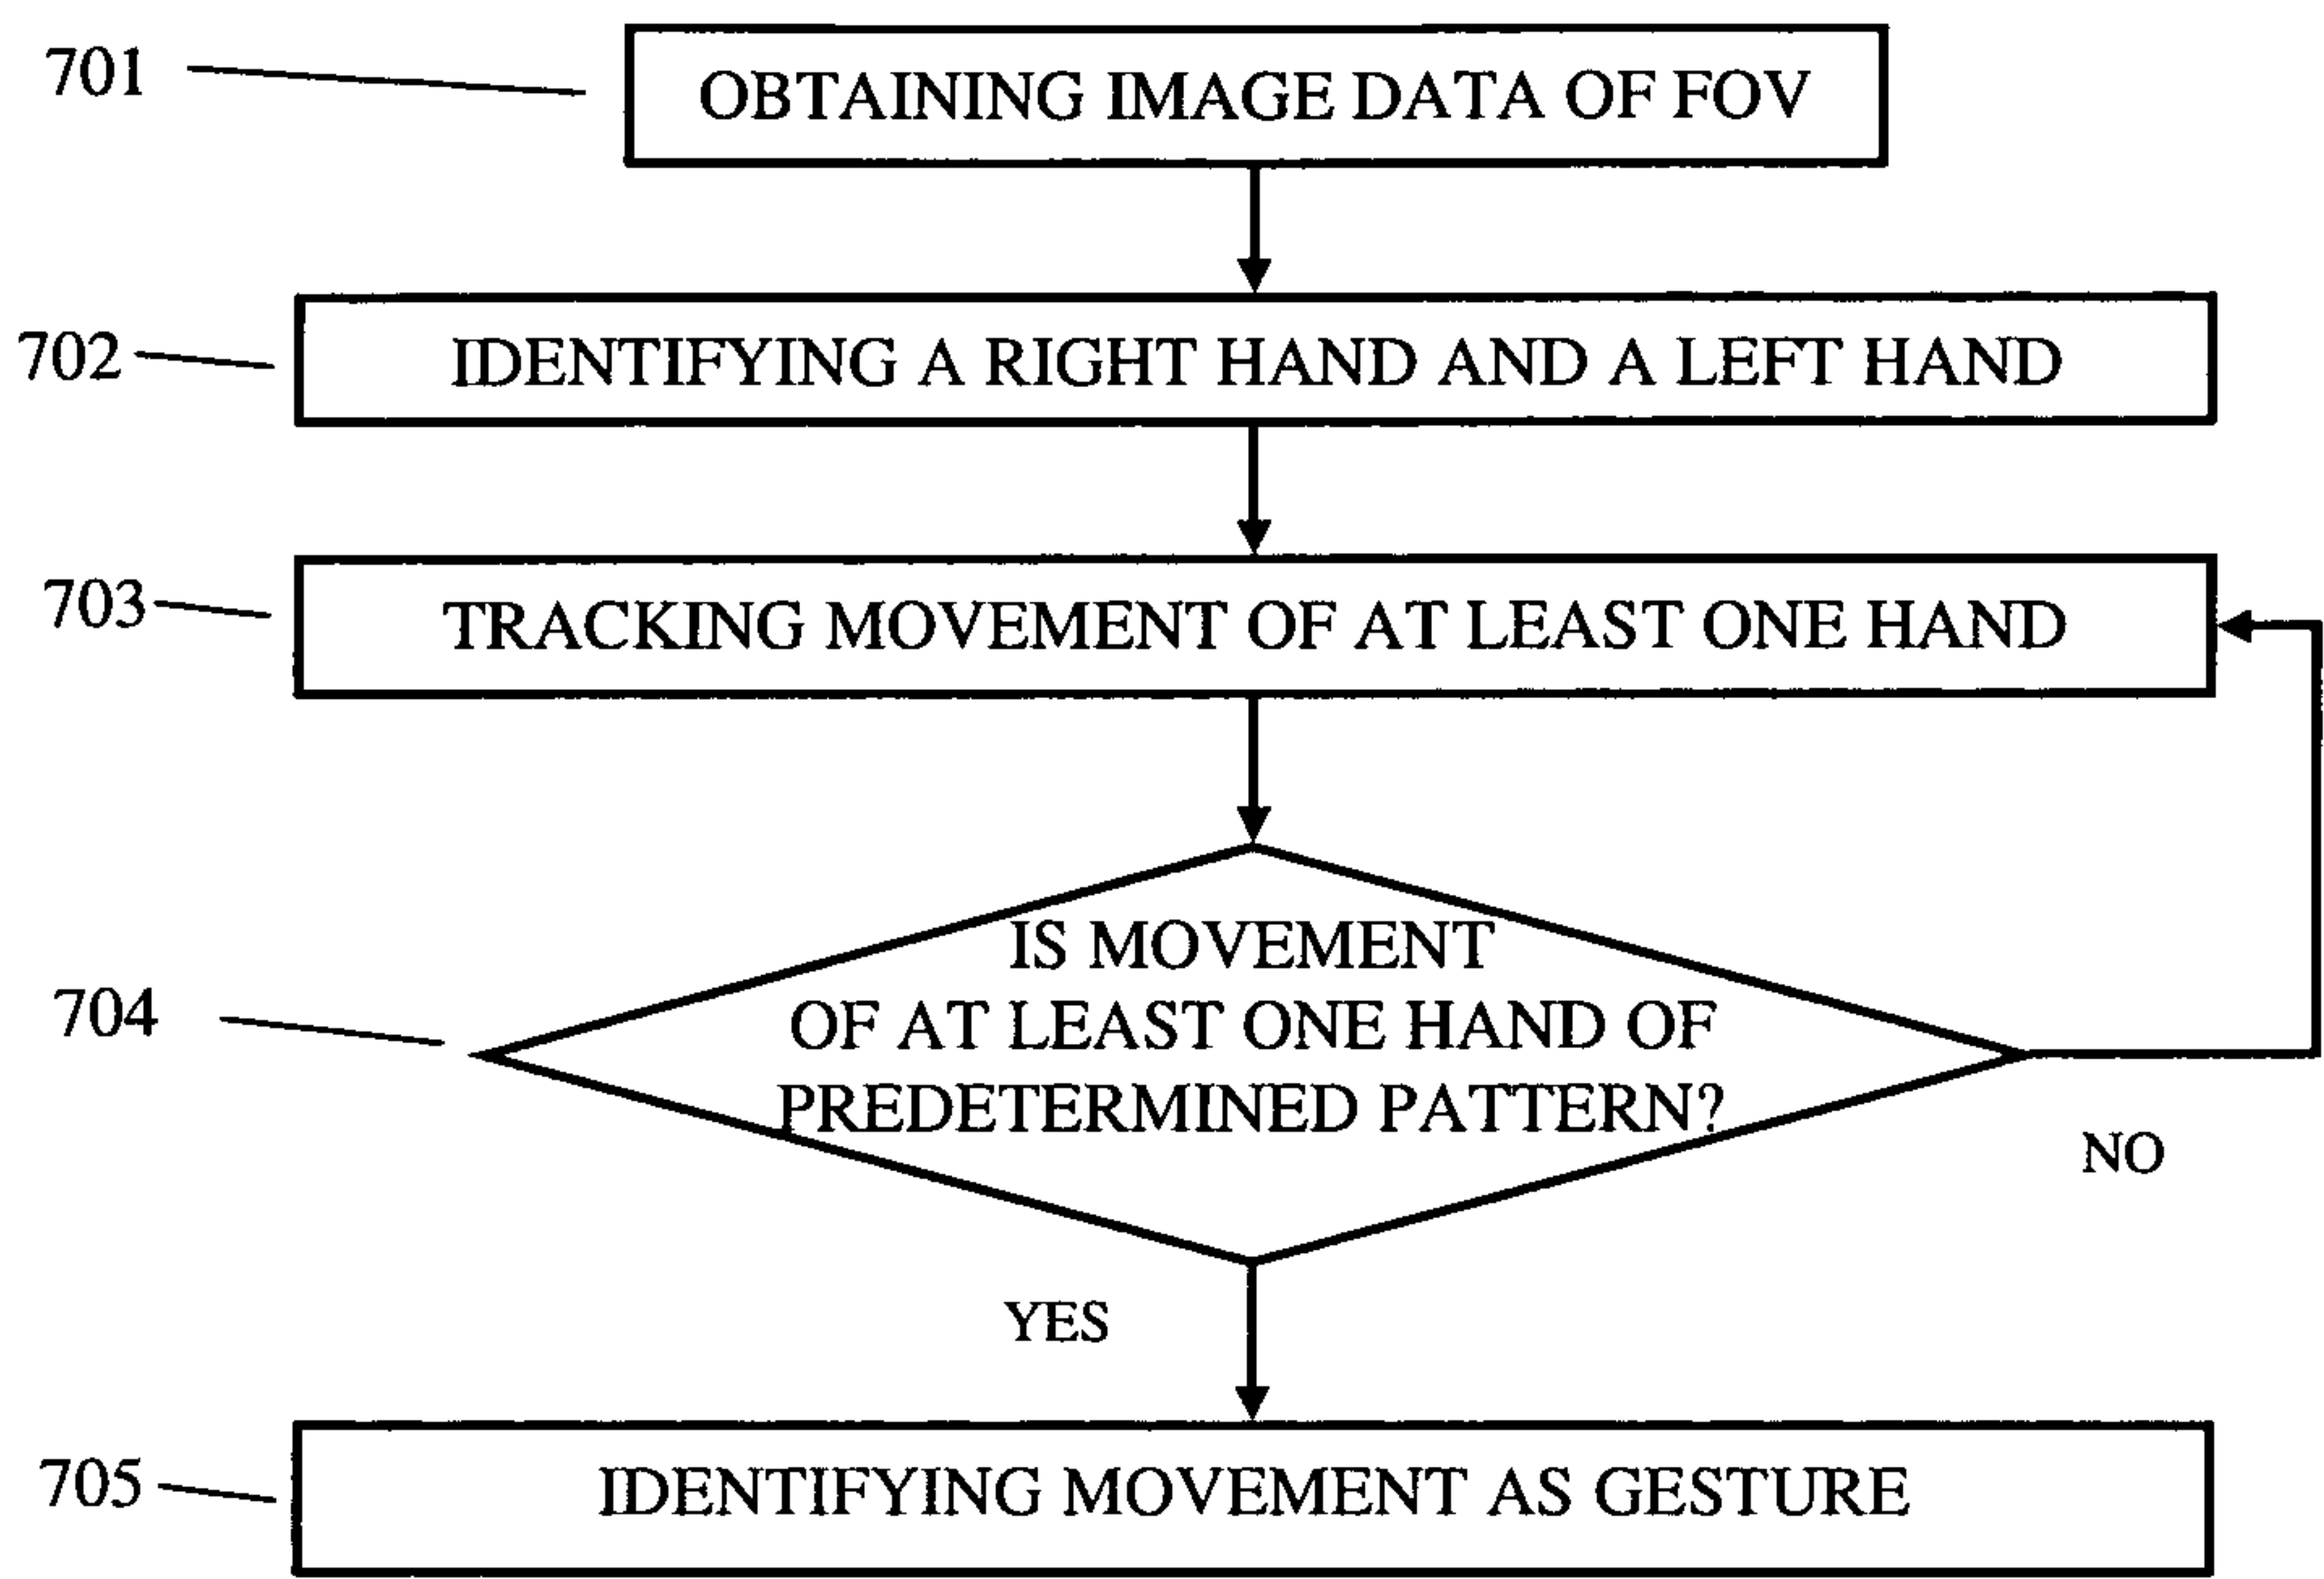 701
OBTAINING IMAGE DATA OF FOV
702
IDENTIFYING A RIGHT HAND AND A LEFT HAND
703
TRACKING MOVEMENT OF AT LEAST ONE HAND
704
IS MOVEMENT
OF AT LEAST ONE HAND OF
PREDETERMINED PATTERN?
NO
YES
705
IDENTIFYING MOVEMENT AS GESTURE